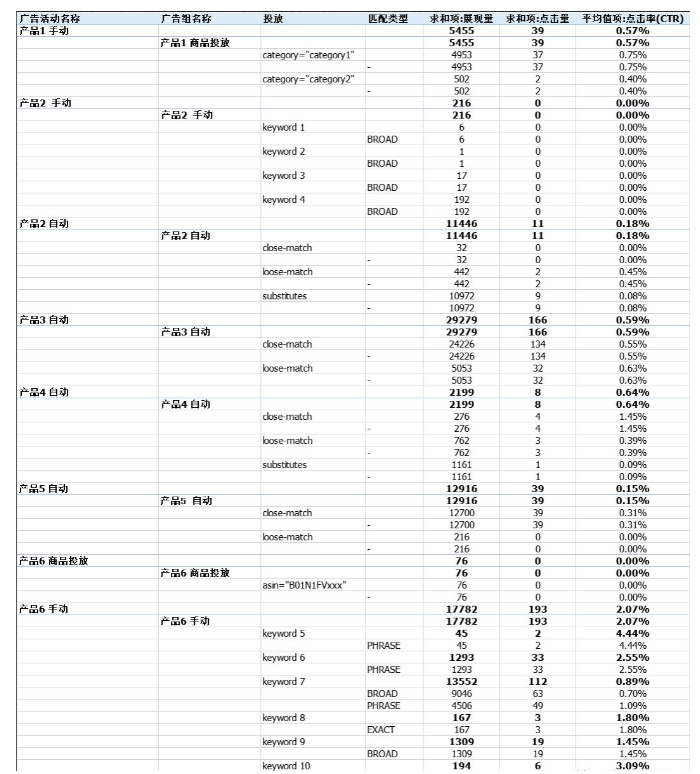 广告活动名称 广告组名称 投放 匹配类型 求和项:展现量 求和项:点击量 平均值项:点击率(CTR)
产品1 手动 5455 39 0.57%
产品1 商品投放 5455 39 0.57%
category="category1" 4953 37 0.75%
- 4953 37 0.75%
category="category2" 502 2 0.40%
- 502 2 0.40%
产品2 手动 216 0 0.00%
产品2 手动 216 0 0.00%
keyword 1 6 0 0.00%
BROAD 6 0 0.00%
keyword 2 1 0 0.00%
BROAD 1 0 0.00%
keyword 3 17 0 0.00%
BROAD 17 0 0.00%
keyword 4 192 0 0.00%
BROAD 192 0 0.00%
产品2 自动 11446 11 0.18%
产品2 自动 11446 11 0.18%
close-match 32 0 0.00%
- 32 0 0.00%
loose-match 442 2 0.45%
- 442 2 0.45%
substitutes 10972 9 0.08%
- 10972 9 0.08%
产品3 自动 29279 166 0.59%
产品3 自动 29279 166 0.59%
close-match 24226 134 0.55%
- 24226 134 0.55%
loose-match 5053 32 0.63%
- 5053 32 0.63%
产品4 自动 2199 8 0.64%
产品4 自动 2199 8 0.64%
close-match 276 4 1.45%
- 276 4 1.45%
loose-match 762 3 0.39%
- 762 3 0.39%
substitutes 1161 1 0.09%
- 1161 1 0.09%
产品5 自动 12916 39 0.15%
产品5 自动 12916 39 0.15%
close-match 12700 39 0.31%
- 12700 39 0.31%
loose-match 216 0 0.00%
- 216 0 0.00%
产品6 商品投放 76 0 0.00%
产品6 商品投放 76 0 0.00%
asin="B01N1FVxxx" 76 0 0.00%
- 76 0 0.00%
产品6 手动 17782 193 2.07%
产品6 手动 17782 193 2.07%
keyword 5 45 2 4.44%
PHRASE 45 2 4.44%
keyword 6 1293 33 2.55%
PHRASE 1293 33 2.55%
keyword 7 13552 112 0.89%
BROAD 9046 63 0.70%
PHRASE 4506 49 1.09%
keyword 8 167 3 1.80%
EXACT 167 3 1.80%
keyword 9 1309 19 1.45%
BROAD 1309 19 1.45%
keyword 10 194 6 3.09%